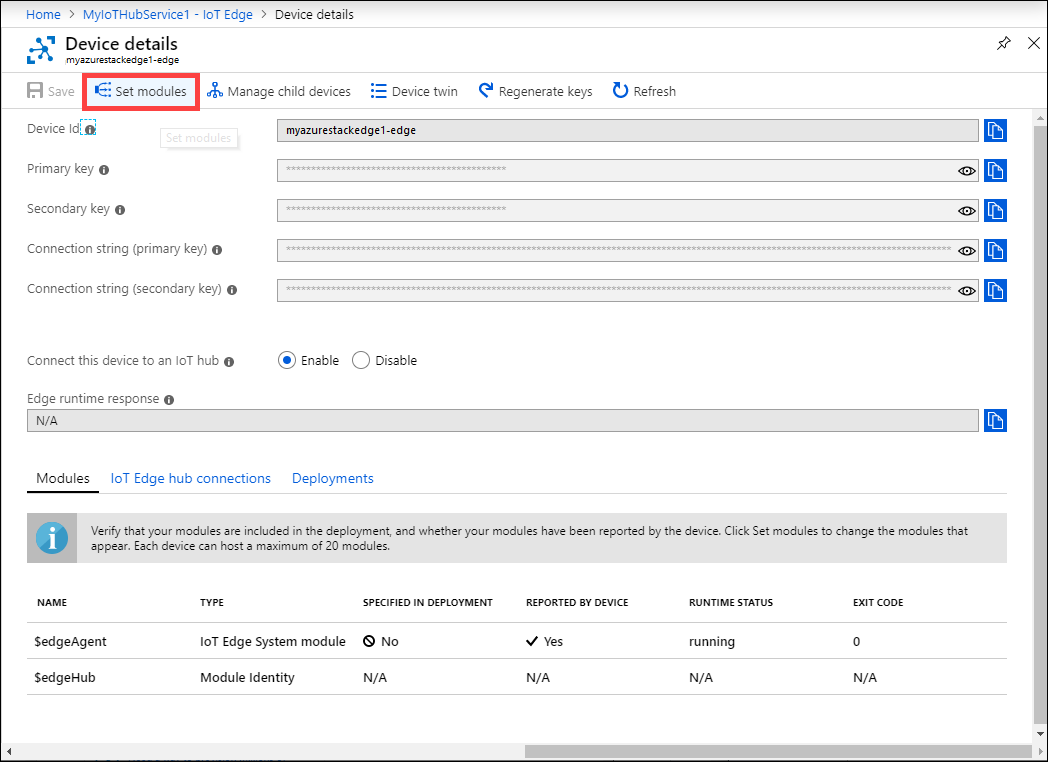 Home > MyIoTHubService1 - IoT Edge > Device details
Device details
myazurestackedge1-edge
Save Set modules Manage child devices Device twin Regenerate keys Refresh
Device Id myazurestackedge1-edge
Set modules
Primary key ********************************************
Secondary key ********************************************
Connection string (primary key) ************************************************************************************************************************************
Connection string (secondary key) ************************************************************************************************************************************
Connect this device to an IoT hub Enable Disable
Edge runtime response
N/A
Modules IoT Edge hub connections Deployments
Verify that your modules are included in the deployment, and whether your modules have been reported by the device. Click Set modules to change the modules that
appear. Each device can host a maximum of 20 modules.
NAME TYPE SPECIFIED IN DEPLOYMENT REPORTED BY DEVICE RUNTIME STATUS EXIT CODE
$edgeAgent IoT Edge System module No Yes running 0
$edgeHub Module Identity N/A N/A N/A N/A